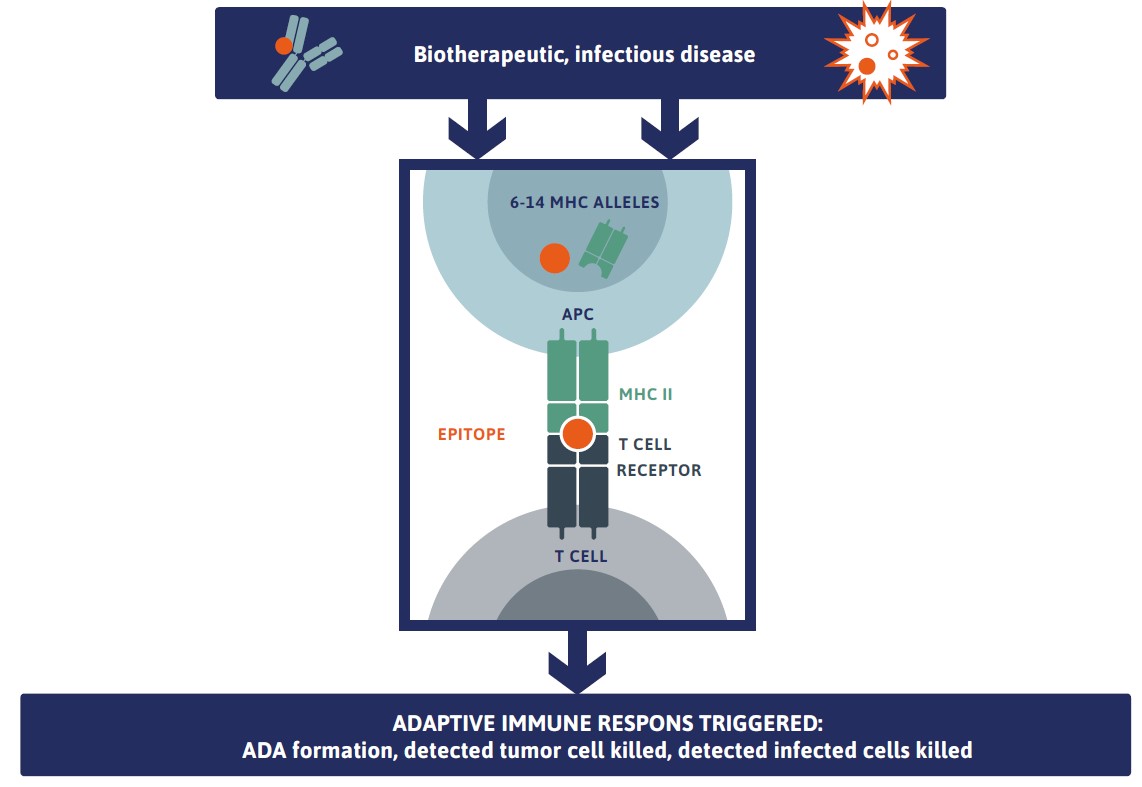 Biotherapeutic, infectious disease
6-14 MHC ALLELES
APC
MHC II
EPITOPE
T CELL
RECEPTOR
T CELL
ADAPTIVE IMMUNE RESPONS TRIGGERED:
ADA formation, detected tumor cell killed, detected infected cells killed